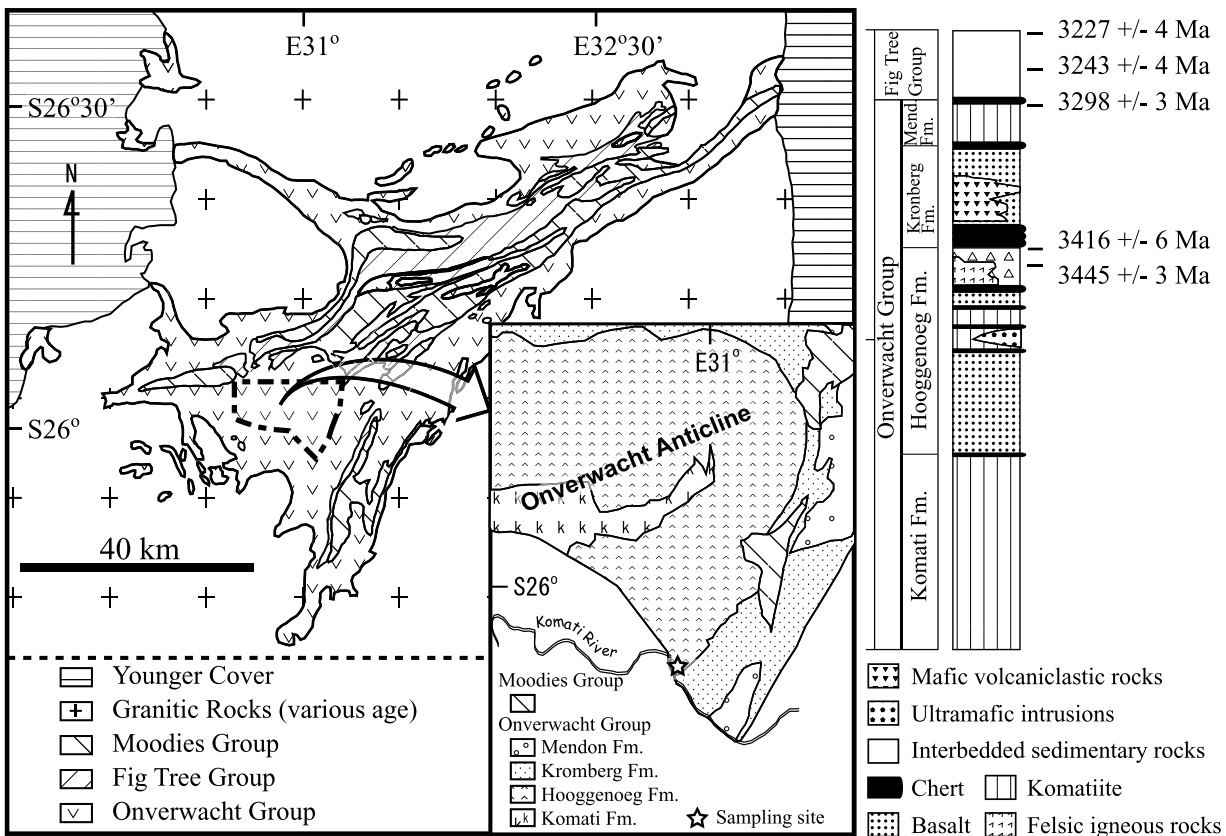 E31°
E32°30'
S26°30'
N
S26°
40 km
Younger Cover
+ Granitic Rocks (various age)
Moodies Group
Fig Tree Group
Onverwacht Group
E31°
Onverwacht Anticline
k k k k k
k k k k k
S26°
Komati River
Moodies Group
Onverwacht Group
Mendon Fm.
Kromberg Fm.
Hooggenoeg Fm.
k k Komati Fm.
Sampling site
Fig Tree
Group
Mend.
Fm.
Kronberg
Fm.
Hooggenoeg Fm.
Komati Fm.
Onverwacht Group
3227 +/- 4 Ma
3243 +/- 4 Ma
3298 +/- 3 Ma
3416 +/- 6 Ma
3445 +/- 3 Ma
Mafic volcaniclastic rocks
Ultramafic intrusions
Interbedded sedimentary rocks
Chert Komatiite
Basalt Felsic igneous rocks